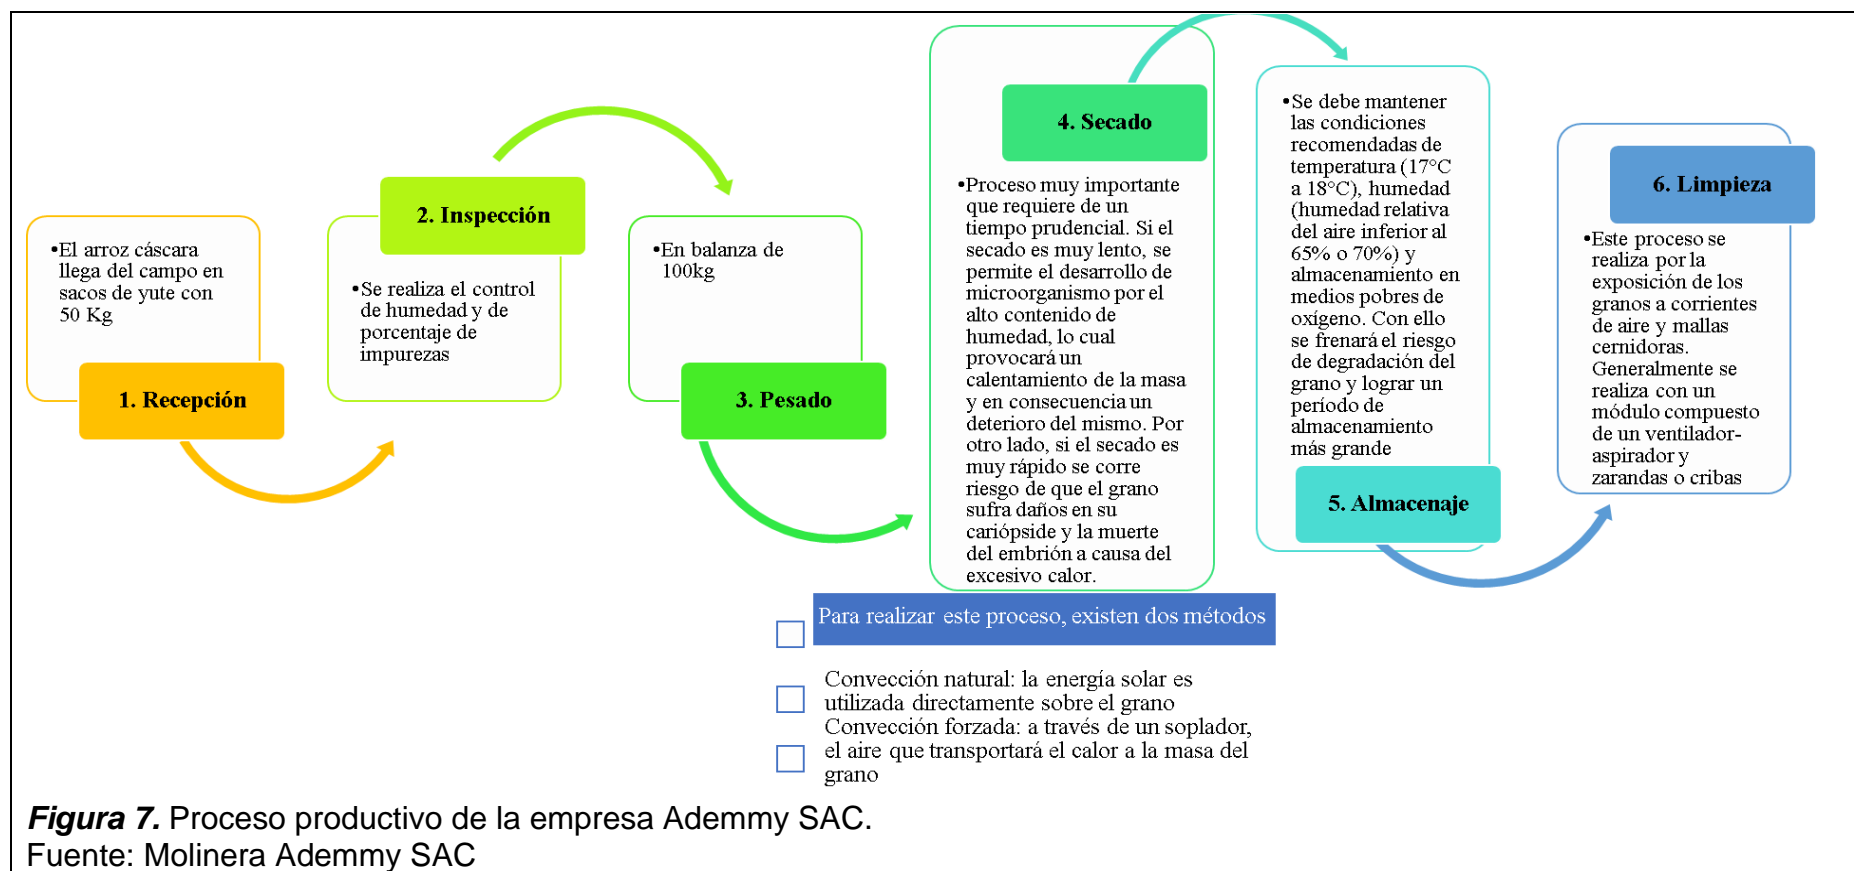 •El arroz cáscara
llega del campo en
sacos de yute con
50 Kg
1. Recepción
2. Inspección
•Se realiza el control
de humedad y de
porcentaje de
impurezas
•En balanza de
100kg
3. Pesado
4. Secado
•Proceso muy importante
que requiere de un
tiempo prudencial. Si el
secado es muy lento, se
permite el desarrollo de
microorganismo por el
alto contenido de
humedad, lo cual
provocará un
calentamiento de la masa
y en consecuencia un
deterioro del mismo. Por
otro lado, si el secado es
muy rápido se corre
riesgo de que el grano
sufra daños en su
cariópside y la muerte
del embrión a causa del
excesivo calor.
Para realizar este proceso, existen dos métodos
Convección natural: la energía solar es
utilizada directamente sobre el grano
Convección forzada: a través de un soplador,
el aire que transportará el calor a la masa del
grano
•Se debe mantener
las condiciones
recomendadas de
temperatura (17°C
a 18°C), humedad
(humedad relativa
del aire inferior al
65% o 70%) y
almacenamiento en
medios pobres de
oxígeno. Con ello
se frenará el riesgo
de degradación del
grano y lograr un
período de
almacenamiento
más grande
5. Almacenaje
6. Limpieza
•Este proceso se
realiza por la
exposición de los
granos a corrientes
de aire y mallas
cernidoras.
Generalmente se
realiza con un
módulo compuesto
de un ventilador-
aspirador y
zarandas o cribas
Figura 7. Proceso productivo de la empresa Ademmy SAC.
Fuente: Molinera Ademmy SAC